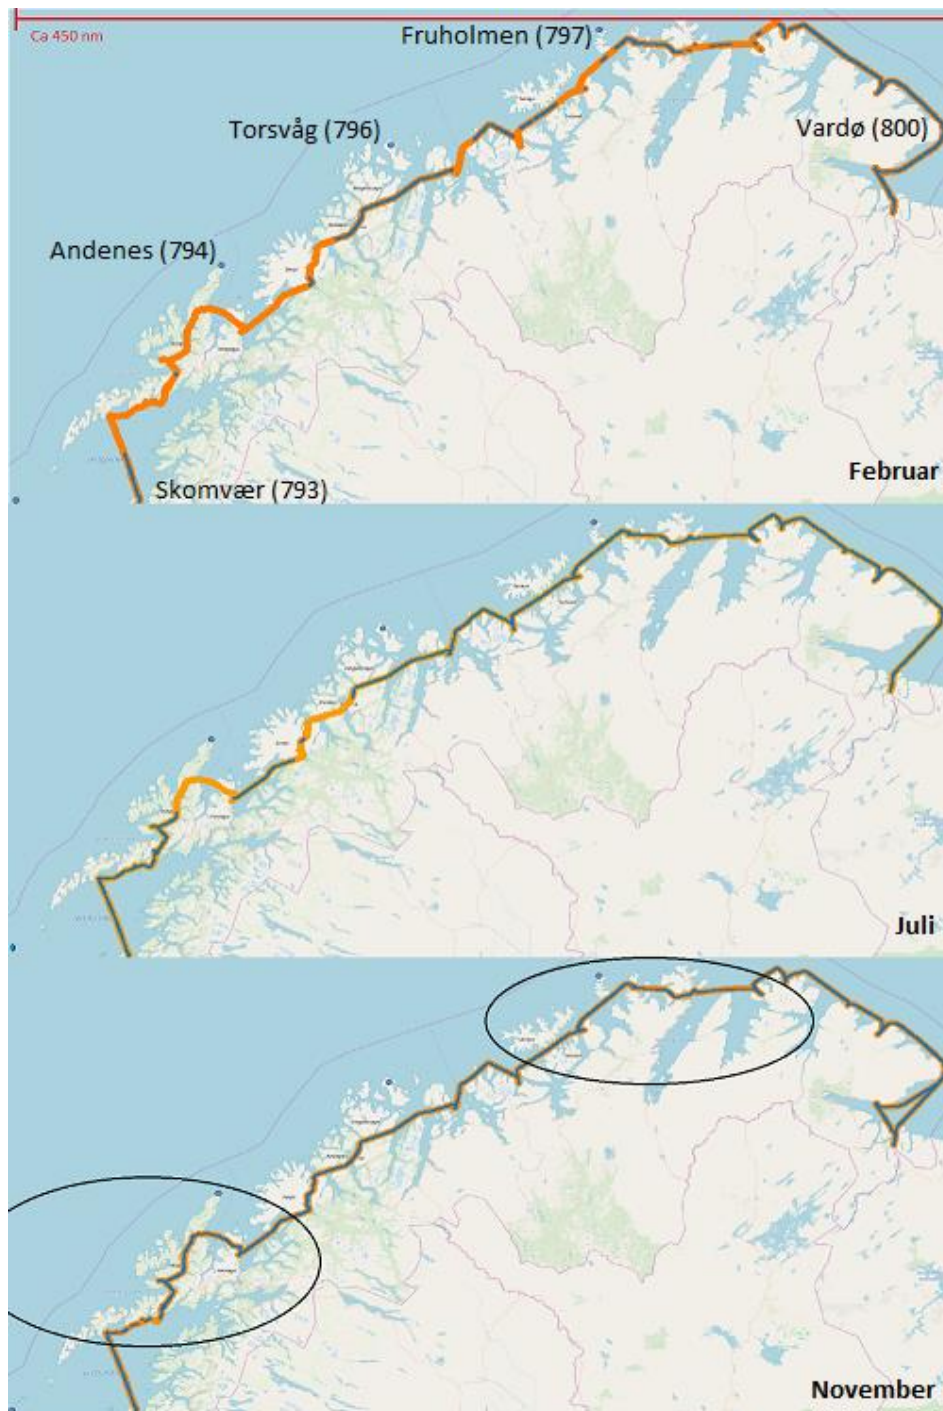 Ca 450 nm
Fruholmen (797)
Torsvåg (796)
Vardø (800)
Andenes (794)
Februar
Skomvær (793)
Juli
November